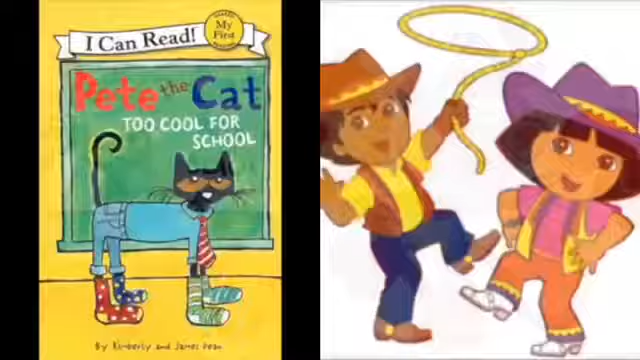 I Can Read!
My
First
Pete the Cat
TOO COOL FOR
SCHOOL
By Kimberly and James Dean